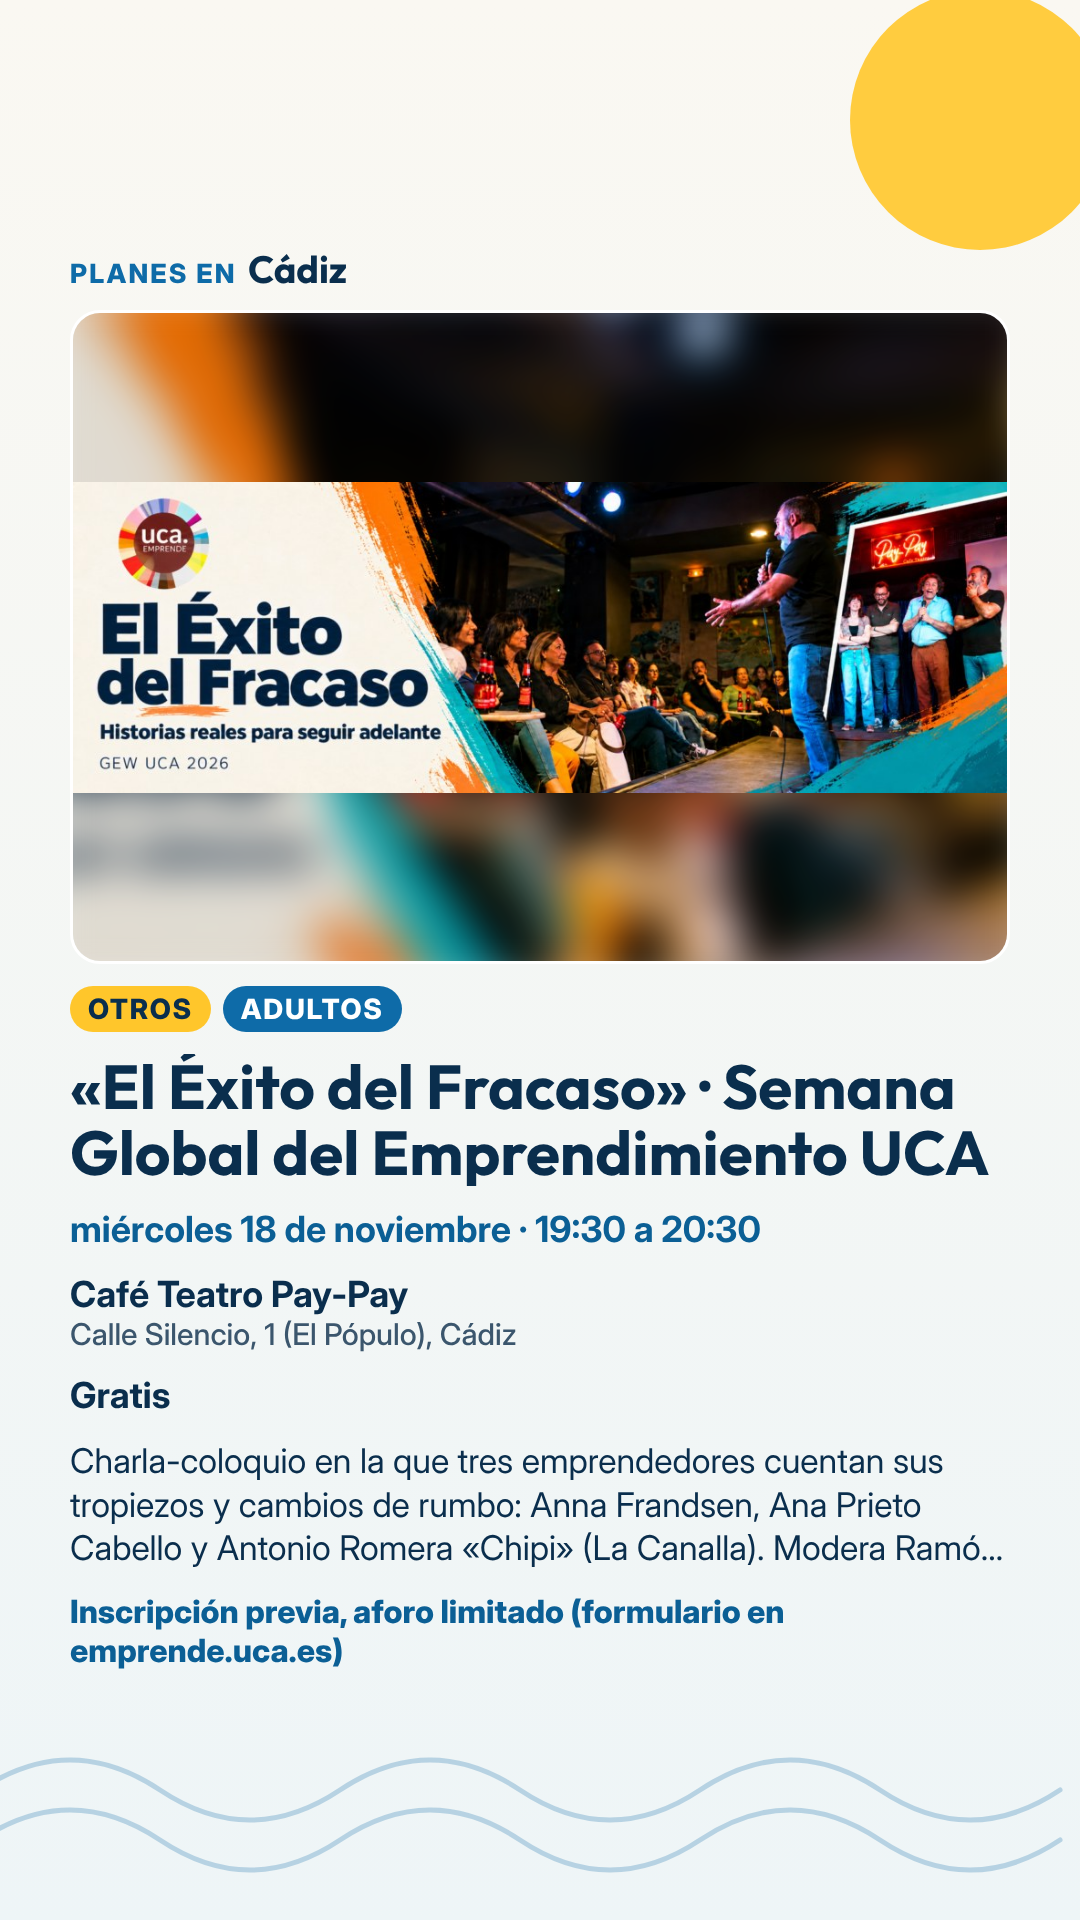 PLANES EN Cádiz
uca.
EMPRENDE
El Éxito
del Fracaso
Historias reales para seguir adelante
GEW UCA 2026
Pay-Pay
OTROS ADULTOS
«El Éxito del Fracaso» · Semana
Global del Emprendimiento UCA
miércoles 18 de noviembre · 19:30 a 20:30
Café Teatro Pay-Pay
Calle Silencio, 1 (El Pópulo), Cádiz
Gratis
Charla-coloquio en la que tres emprendedores cuentan sus
tropiezos y cambios de rumbo: Anna Frandsen, Ana Prieto
Cabello y Antonio Romera «Chipi» (La Canalla). Modera Ramó...
Inscripción previa, aforo limitado (formulario en
emprende.uca.es)